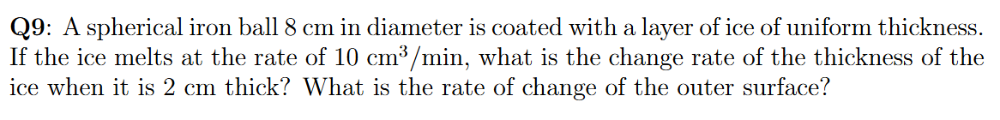 Q9: A spherical iron ball 8 cm in diameter is coated with a layer of ice of uniform thickness.
If the ice melts at the rate of 10 cm³/min, what is the change rate of the thickness of the
ice when it is 2 cm thick? What is the rate of change of the outer surface?